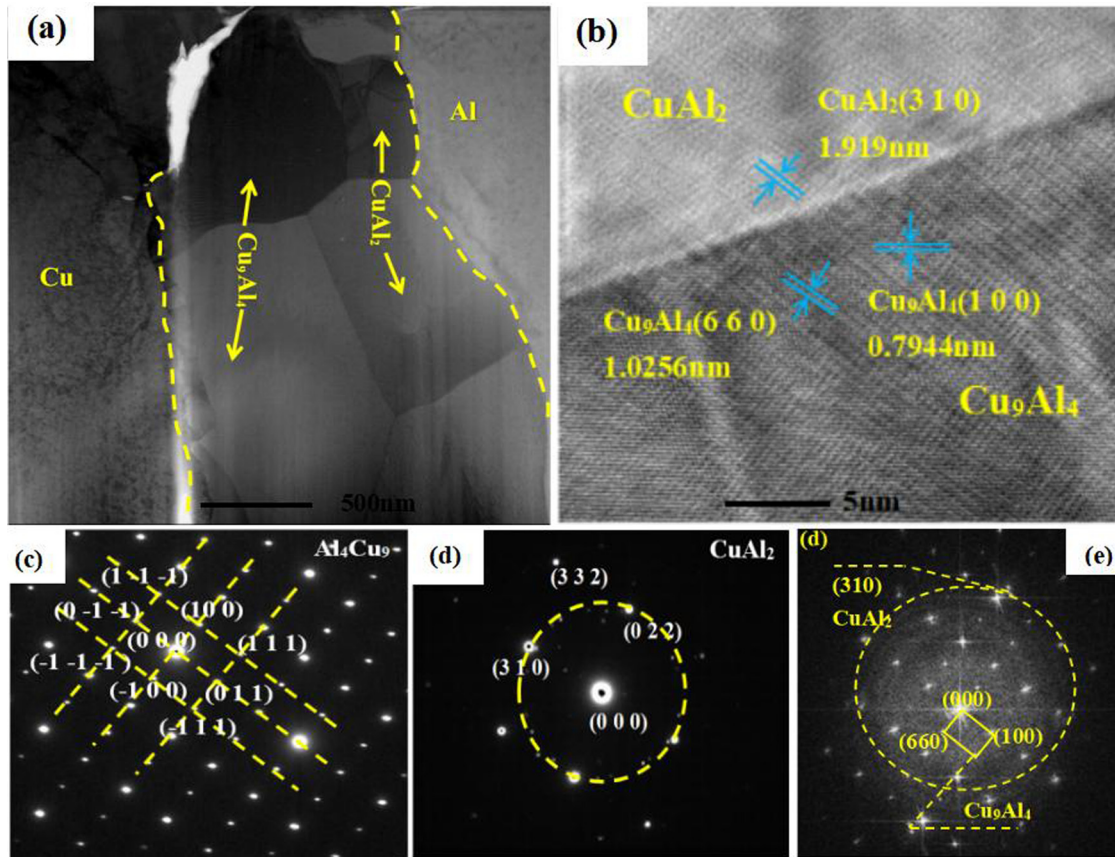 (a)
Cu
Cu₉Al₄
CuAl₂
Al
500nm
(b)
CuAl₂
CuAl₂(3 1 0)
1.919nm
Cu₉Al₄(6 6 0)
1.0256nm
Cu₉Al₄(1 0 0)
0.7944nm
Cu₉Al₄
5nm
(c)
Al₄Cu₉
(1 -1 -1)
(0 -1 -1)
(10 0)
(0 0 0)
(1 1 1)
(-1 -1 -1)
(-1 0 0)
(0 1 1)
(-1 1 1)
(d)
CuAl₂
(3 3 2)
(0 2 2)
(3 1 0)
(0 0 0)
(d)
(e)
(310)
CuAl₂
(000)
(660)
(100)
Cu₉Al₄